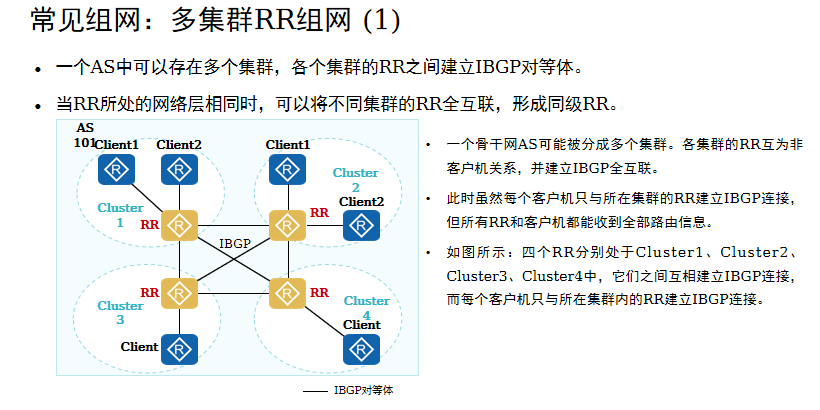 常见组网：多集群RR组网 (1)
• 一个AS中可以存在多个集群，各个集群的RR之间建立IBGP对等体。
• 当RR所处的网络层相同时，可以将不同集群的RR全互联，形成同级RR。
AS
101
Client1
Client2
Client1
Cluster
1
RR
Cluster
2
RR
Client2
IBGP
Cluster
3
RR
Client
RR
Cluster
4
Client
R
R
R
R
R
R
R
R
R
R
IBGP对等体
• 一个骨干网AS可能被分成多个集群。各集群的RR互为非
客户机关系，并建立IBGP全互联。
• 此时虽然每个客户机只与所在集群的RR建立IBGP连接，
但所有RR和客户机都能收到全部路由信息。
• 如图所示：四个RR分别处于Cluster1、Cluster2、
Cluster3、Cluster4中，它们之间互相建立IBGP连接，
而每个客户机只与所在集群内的RR建立IBGP连接。